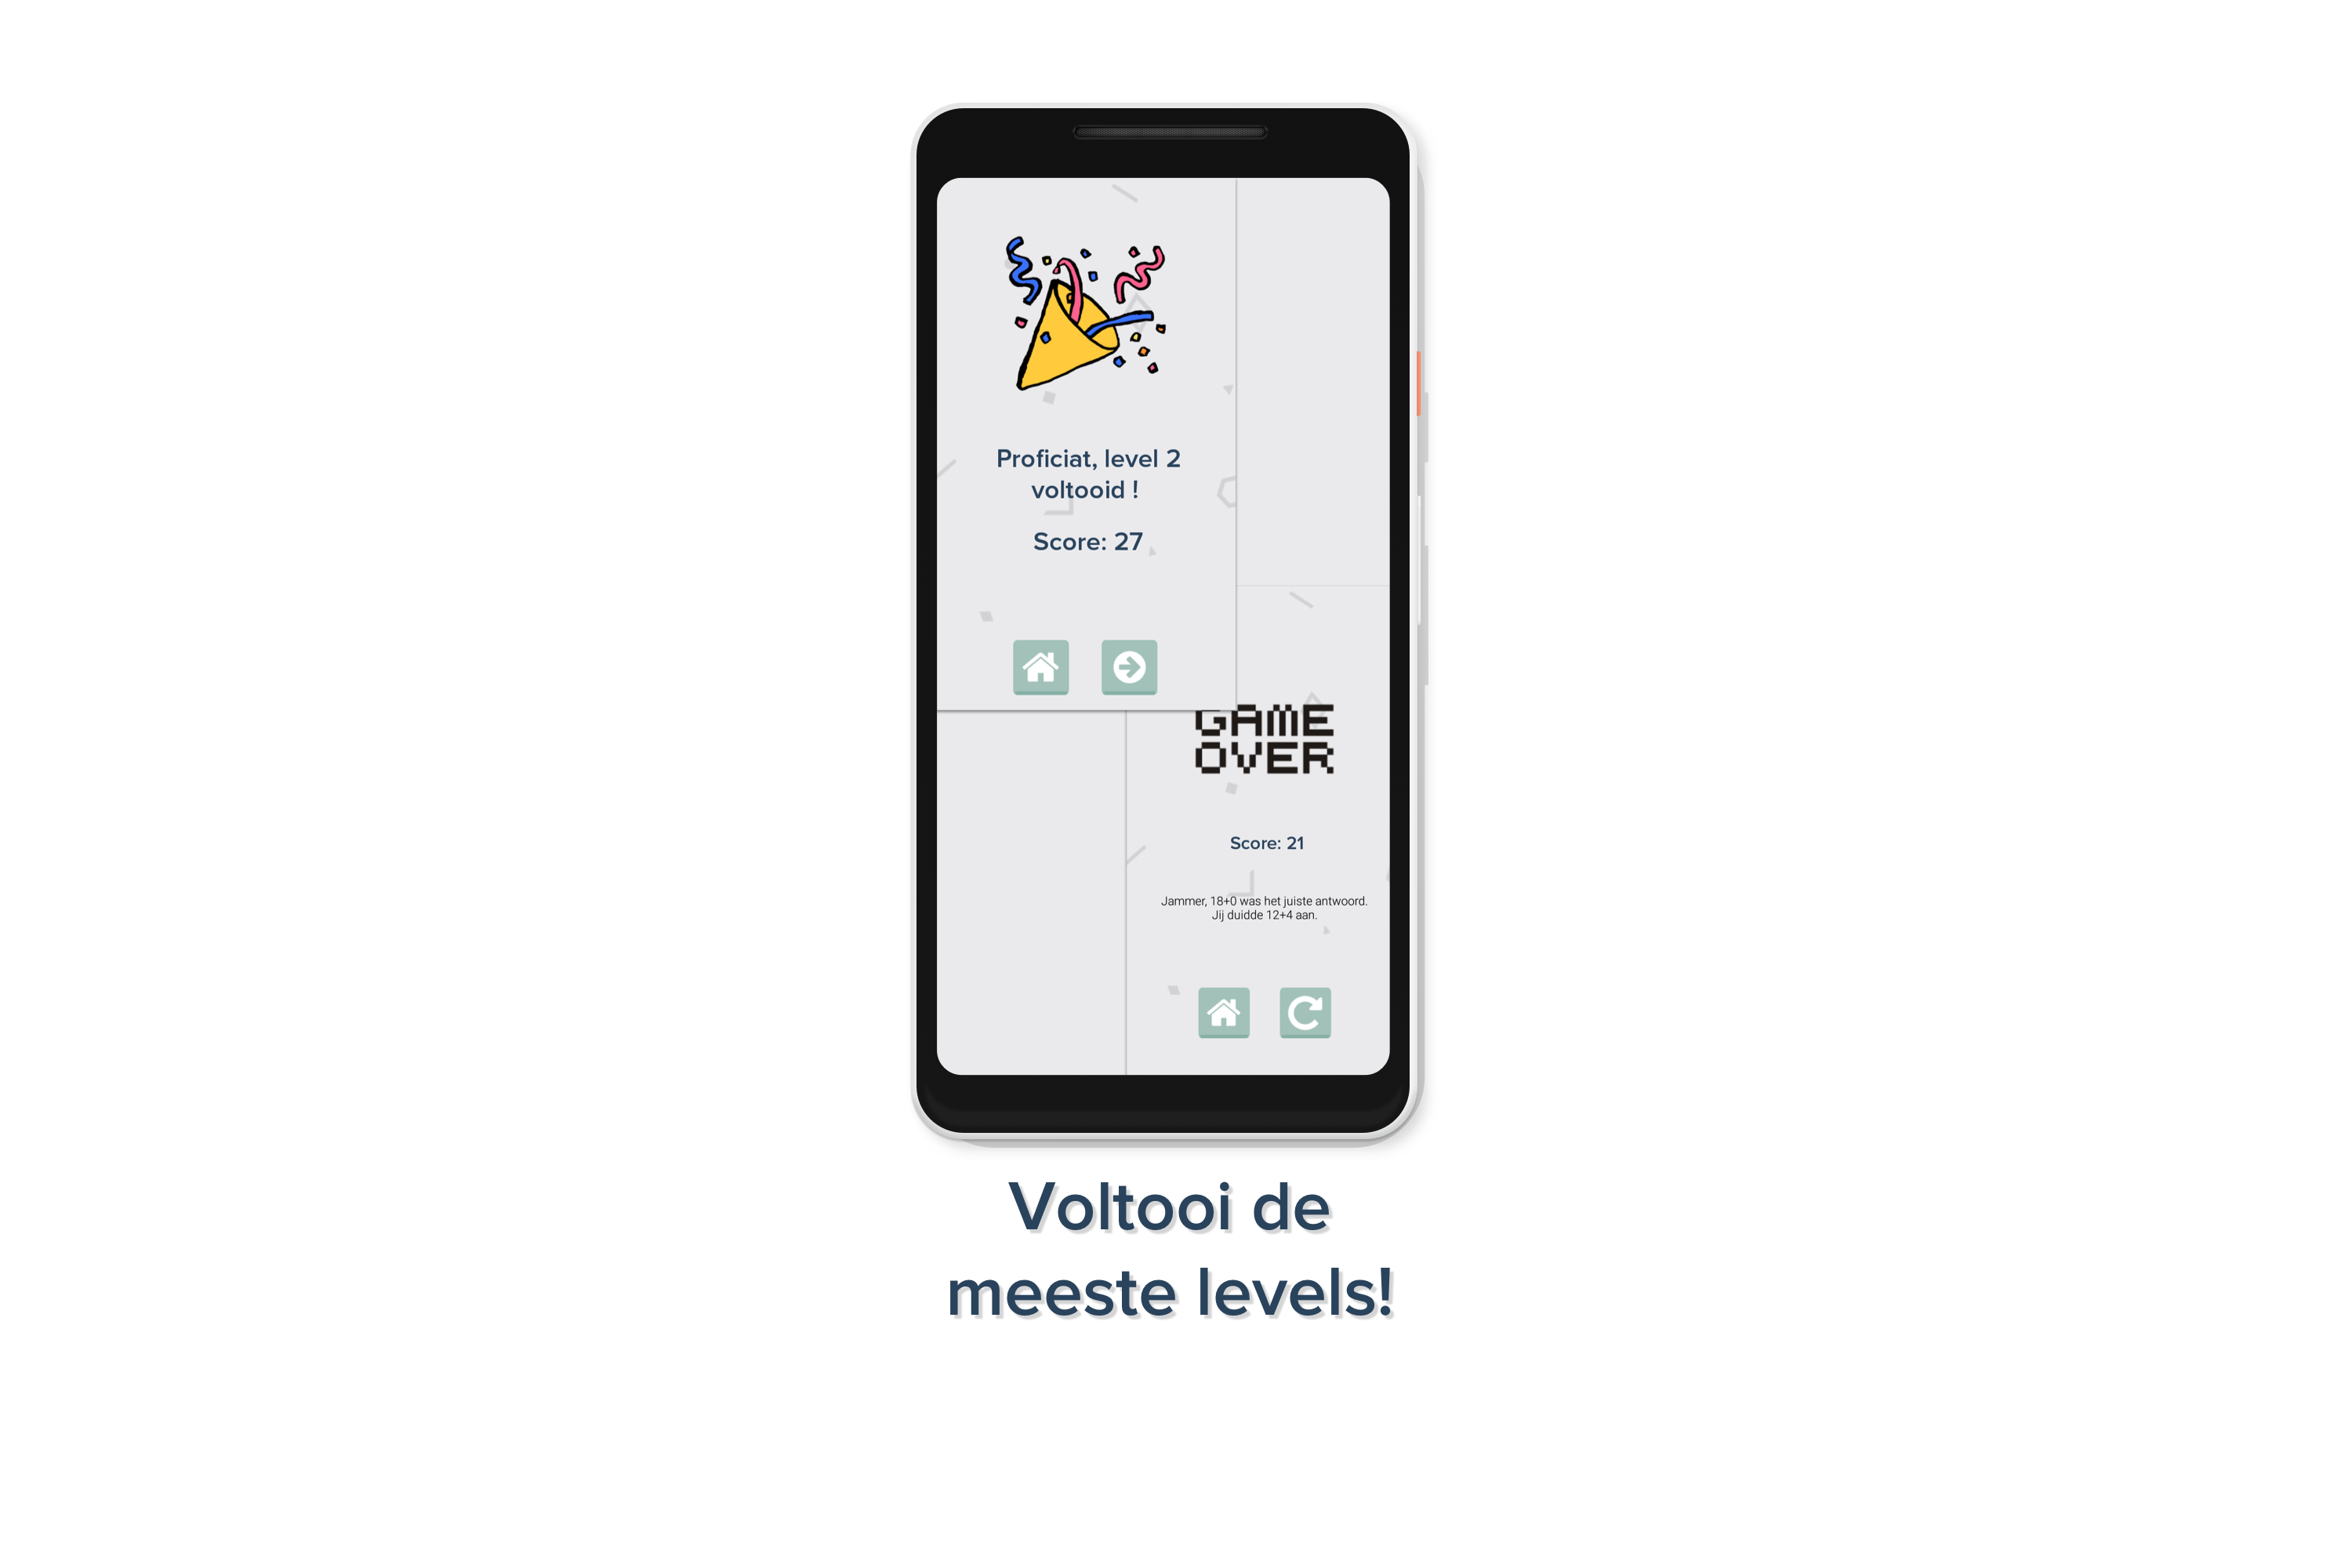 Proficiat, level 2
voltooid !
Score: 27
GAME
OVER
Score: 21
Jammer, 18+0 was het juiste antwoord.
Jij duidde 12+4 aan.
Voltooi de
meeste levels!